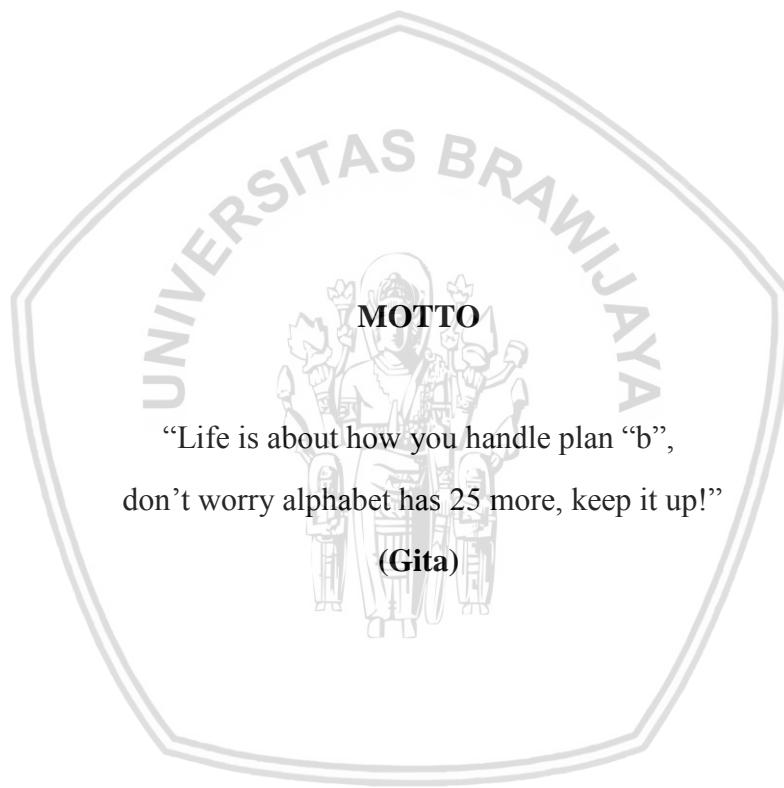 UNIVERSITAS BRAWIJAYA
MOTTO
“Life is about how you handle plan “b”,
don’t worry alphabet has 25 more, keep it up!”
(Gita)